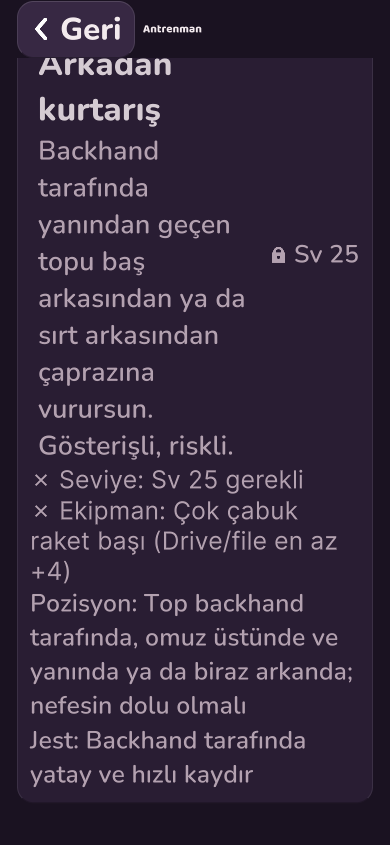 Geri
Antrenman
Arkadan
kurtarış
Backhand
tarafında
yanından geçen
topu baş
arkasından ya da
sırt arkasından
çaprazına
vurursun.
Gösterişli, riskli.
Sv 25
× Seviye: Sv 25 gerekli
× Ekipman: Çok çabuk
raket başı (Drive/file en az
+4)
Pozisyon: Top backhand
tarafında, omuz üstünde ve
yanında ya da biraz arkanda;
nefesin dolu olmalı
Jest: Backhand tarafında
yatay ve hızlı kaydır